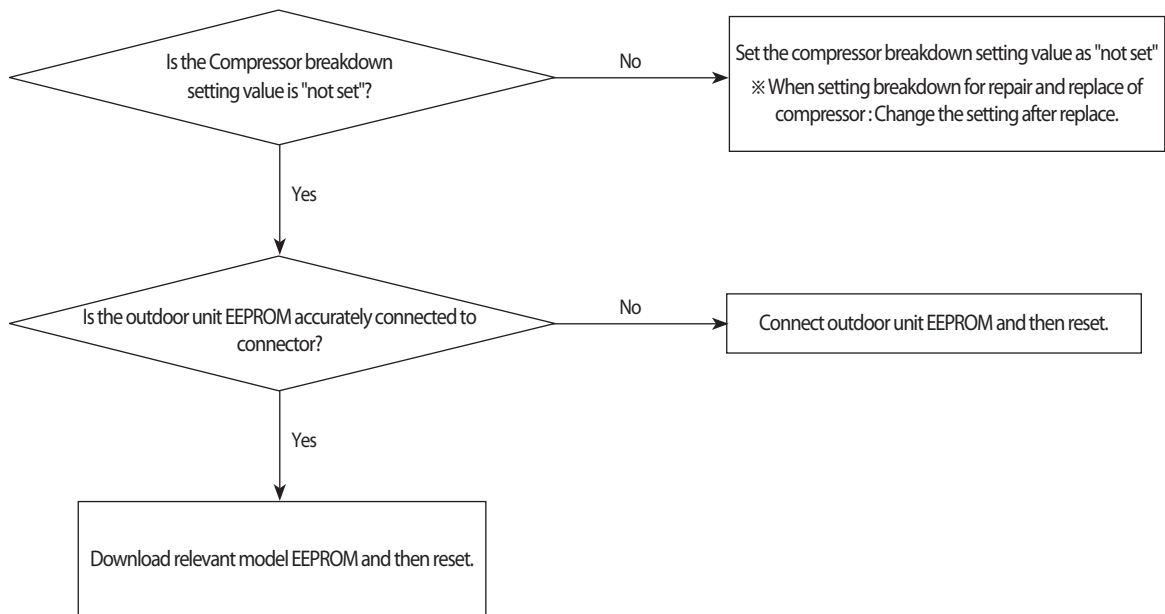 Is the Compressor breakdown
setting value is "not set"?
No
Set the compressor breakdown setting value as "not set"
※ When setting breakdown for repair and replace of
compressor : Change the setting after replace.
Yes
Is the outdoor unit EEPROM accurately connected to
connector?
No
Connect outdoor unit EEPROM and then reset.
Yes
Download relevant model EEPROM and then reset.